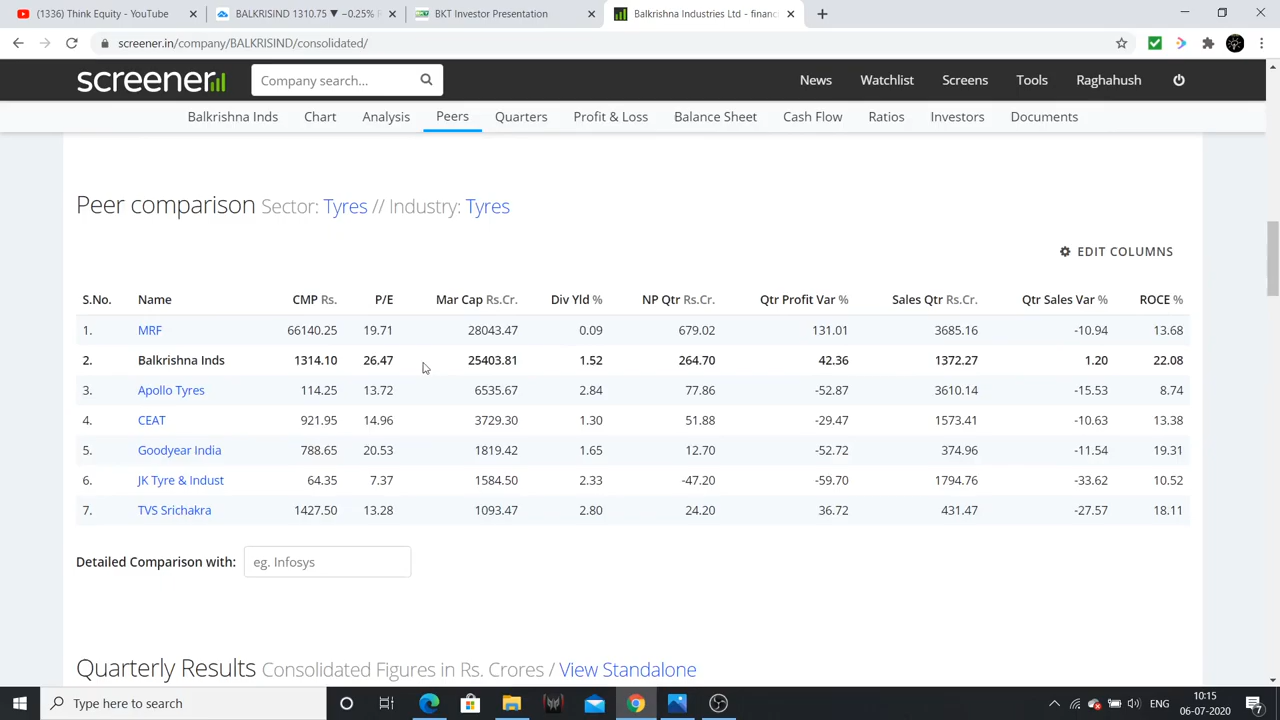 (1336) Think Equity - YouTube
BALKRISIND 1310.75 ▼ −0.25% R
BKT Investor Presentation
Balkrishna Industries Ltd - financ
screener.in/company/BALKRISIND/consolidated/
screener
Company search...
News Watchlist Screens Tools Raghahush
Balkrishna Inds Chart Analysis Peers Quarters Profit & Loss Balance Sheet Cash Flow Ratios Investors Documents
Peer comparison Sector: Tyres // Industry: Tyres
EDIT COLUMNS
S.No. Name CMP Rs. P/E Mar Cap Rs.Cr. Div Yld % NP Qtr Rs.Cr. Qtr Profit Var % Sales Qtr Rs.Cr. Qtr Sales Var % ROCE %
1. MRF 66140.25 19.71 28043.47 0.09 679.02 131.01 3685.16 -10.94 13.68
2. Balkrishna Inds 1314.10 26.47 25403.81 1.52 264.70 42.36 1372.27 1.20 22.08
3. Apollo Tyres 114.25 13.72 6535.67 2.84 77.86 -52.87 3610.14 -15.53 8.74
4. CEAT 921.95 14.96 3729.30 1.30 51.88 -29.47 1573.41 -10.63 13.38
5. Goodyear India 788.65 20.53 1819.42 1.65 12.70 -52.72 374.96 -11.54 19.31
6. JK Tyre & Indust 64.35 7.37 1584.50 2.33 -47.20 -59.70 1794.76 -33.62 10.52
7. TVS Srichakra 1427.50 13.28 1093.47 2.80 24.20 36.72 431.47 -27.57 18.11
Detailed Comparison with: eg. Infosys
Quarterly Results Consolidated Figures in Rs. Crores / View Standalone
Type here to search
ENG
10:15
06-07-2020
7